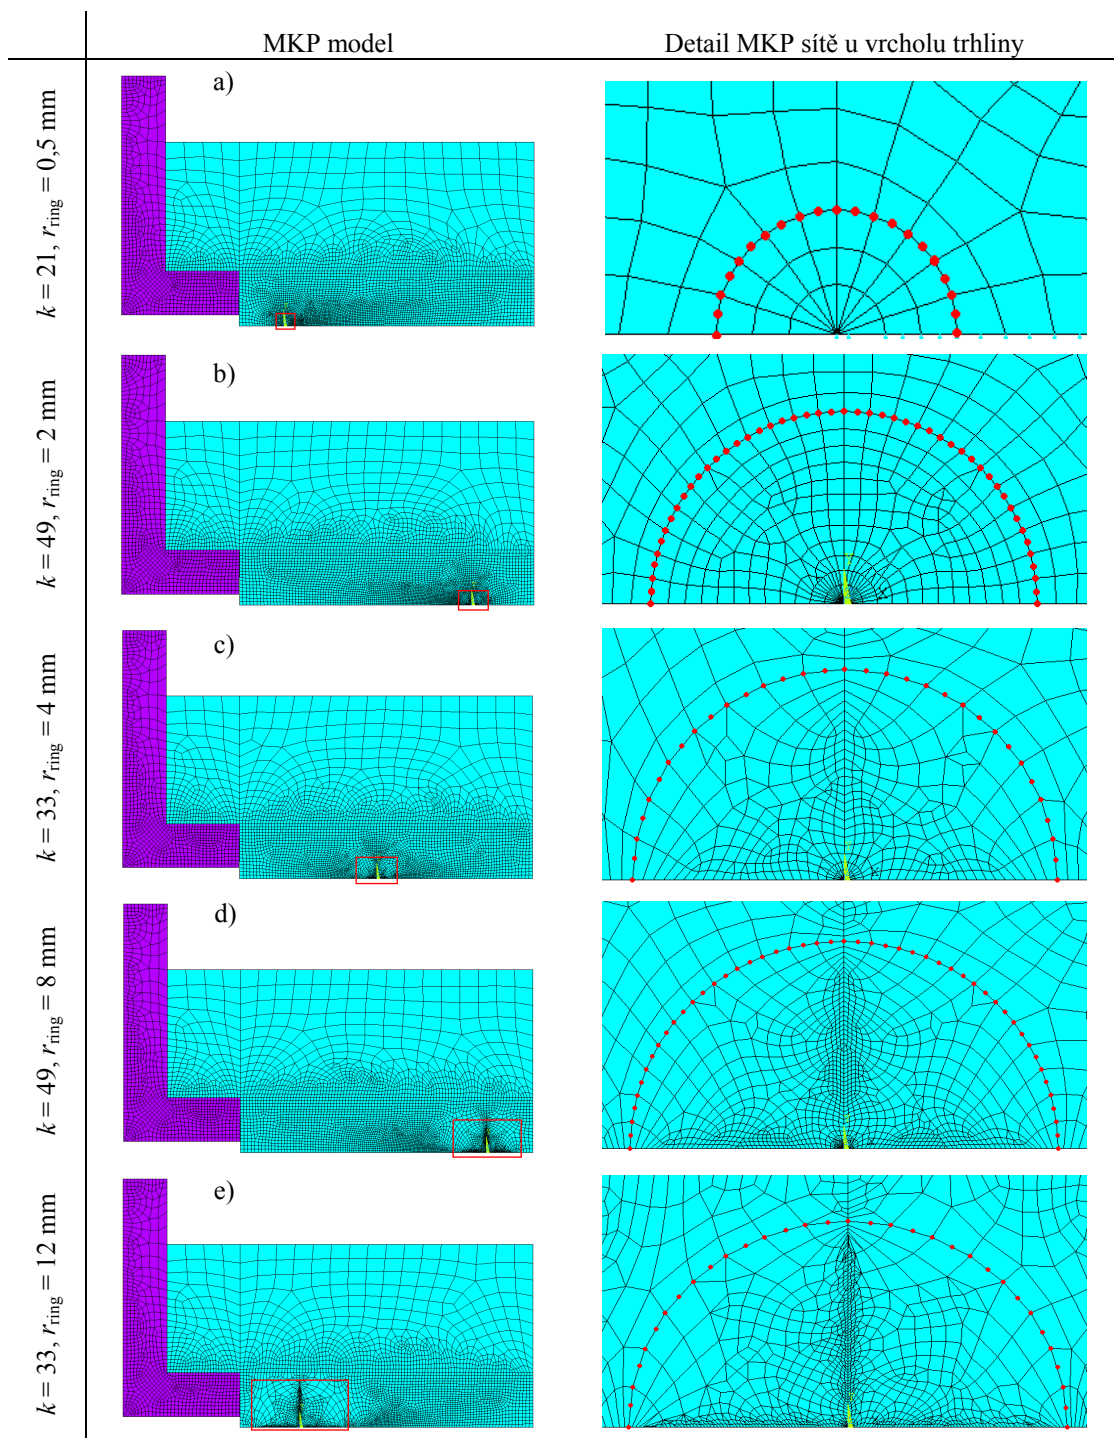 MKP model
Detail MKP sítě u vrcholu trhliny
k = 21, r_ring = 0,5 mm
a)
k = 49, r_ring = 2 mm
b)
k = 33, r_ring = 4 mm
c)
k = 49, r_ring = 8 mm
d)
k = 33, r_ring = 12 mm
e)